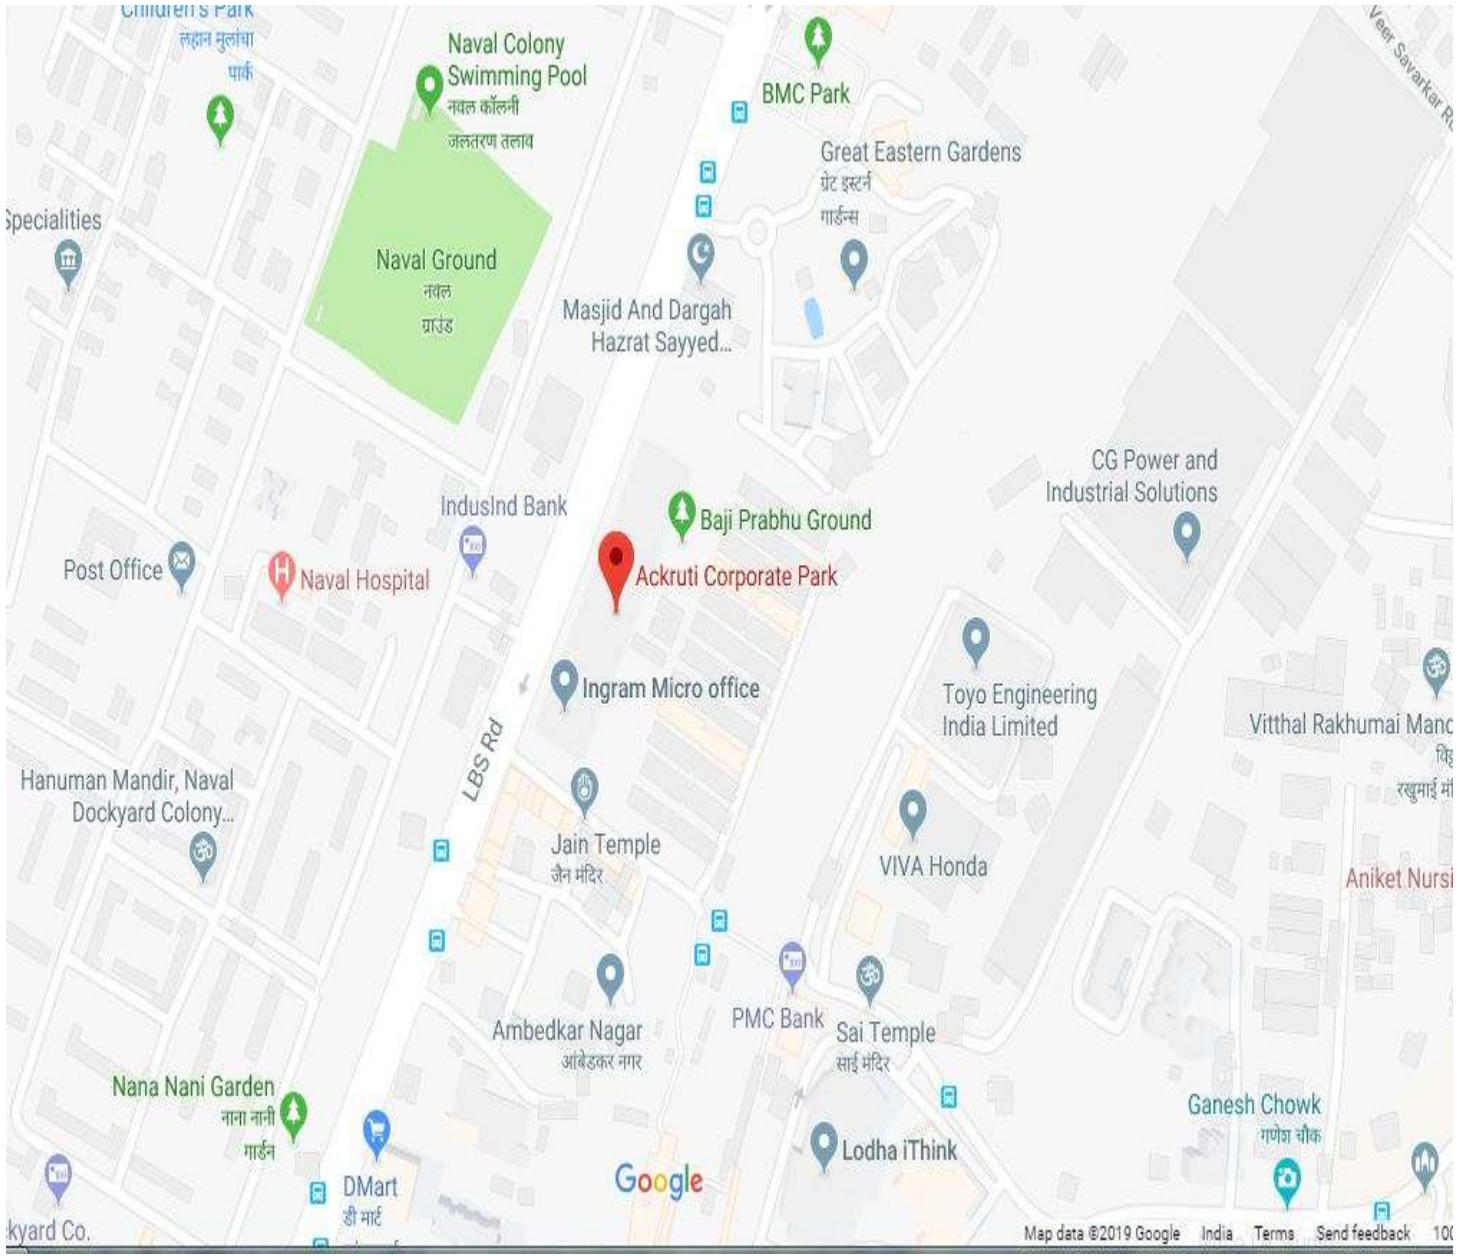 Children's Park
लहान मुलांचा
पार्क
Naval Colony
Swimming Pool
नवल कॉलनी
जलतरण तलाव
BMC Park
Veer Savarkar Rd
Great Eastern Gardens
ग्रेट इस्टर्न
गार्डन्स
Specialities
Naval Ground
नवल
ग्राउंड
Masjid And Dargah
Hazrat Sayyed...
CG Power and
Industrial Solutions
IndusInd Bank
Baji Prabhu Ground
Post Office
Naval Hospital
Ackruti Corporate Park
Ingram Micro office
Toyo Engineering
India Limited
Vitthal Rakhumai Mand
विठ्ठ
रखुमाई मं
LBS Rd
Hanuman Mandir, Naval
Dockyard Colony...
Jain Temple
जैन मंदिर
VIVA Honda
Aniket Nursi
PMC Bank
Ambedkar Nagar
आंबेडकर नगर
Sai Temple
साई मंदिर
Nana Nani Garden
नाना नानी
गार्डन
Ganesh Chowk
गणेश चौक
Lodha iThink
DMart
डी मार्ट
Google
ckyard Co.
Map data ©2019 Google India Terms Send feedback 100